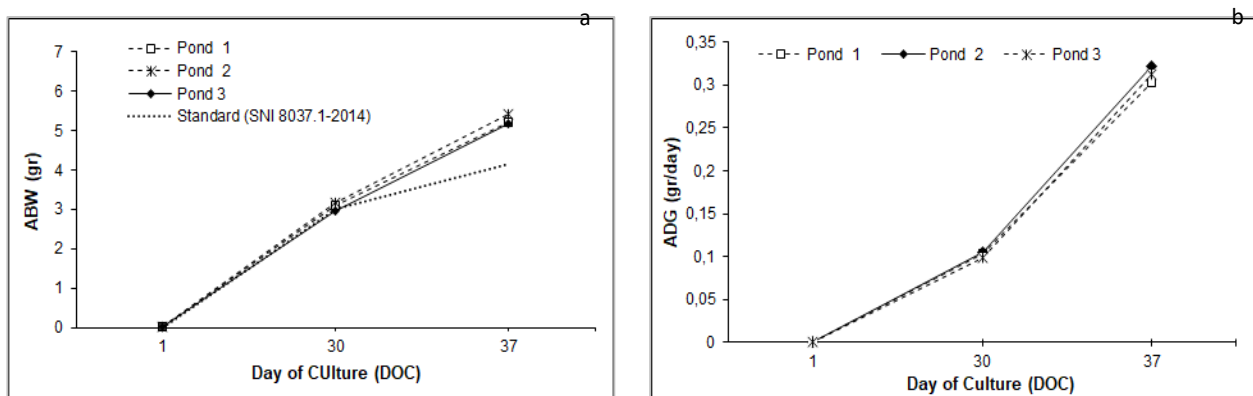 a
7
6
5
4
3
2
1
0
ABW (gr)
Pond 1
Pond 2
Pond 3
Standard (SNI 8037.1-2014)
1 30 37
Day of CUlture (DOC)
b
0,35
0,3
0,25
0,2
0,15
0,1
0,05
0
ADG (gr/day)
Pond 1 Pond 2 Pond 3
1 30 37
Day of Culture (DOC)